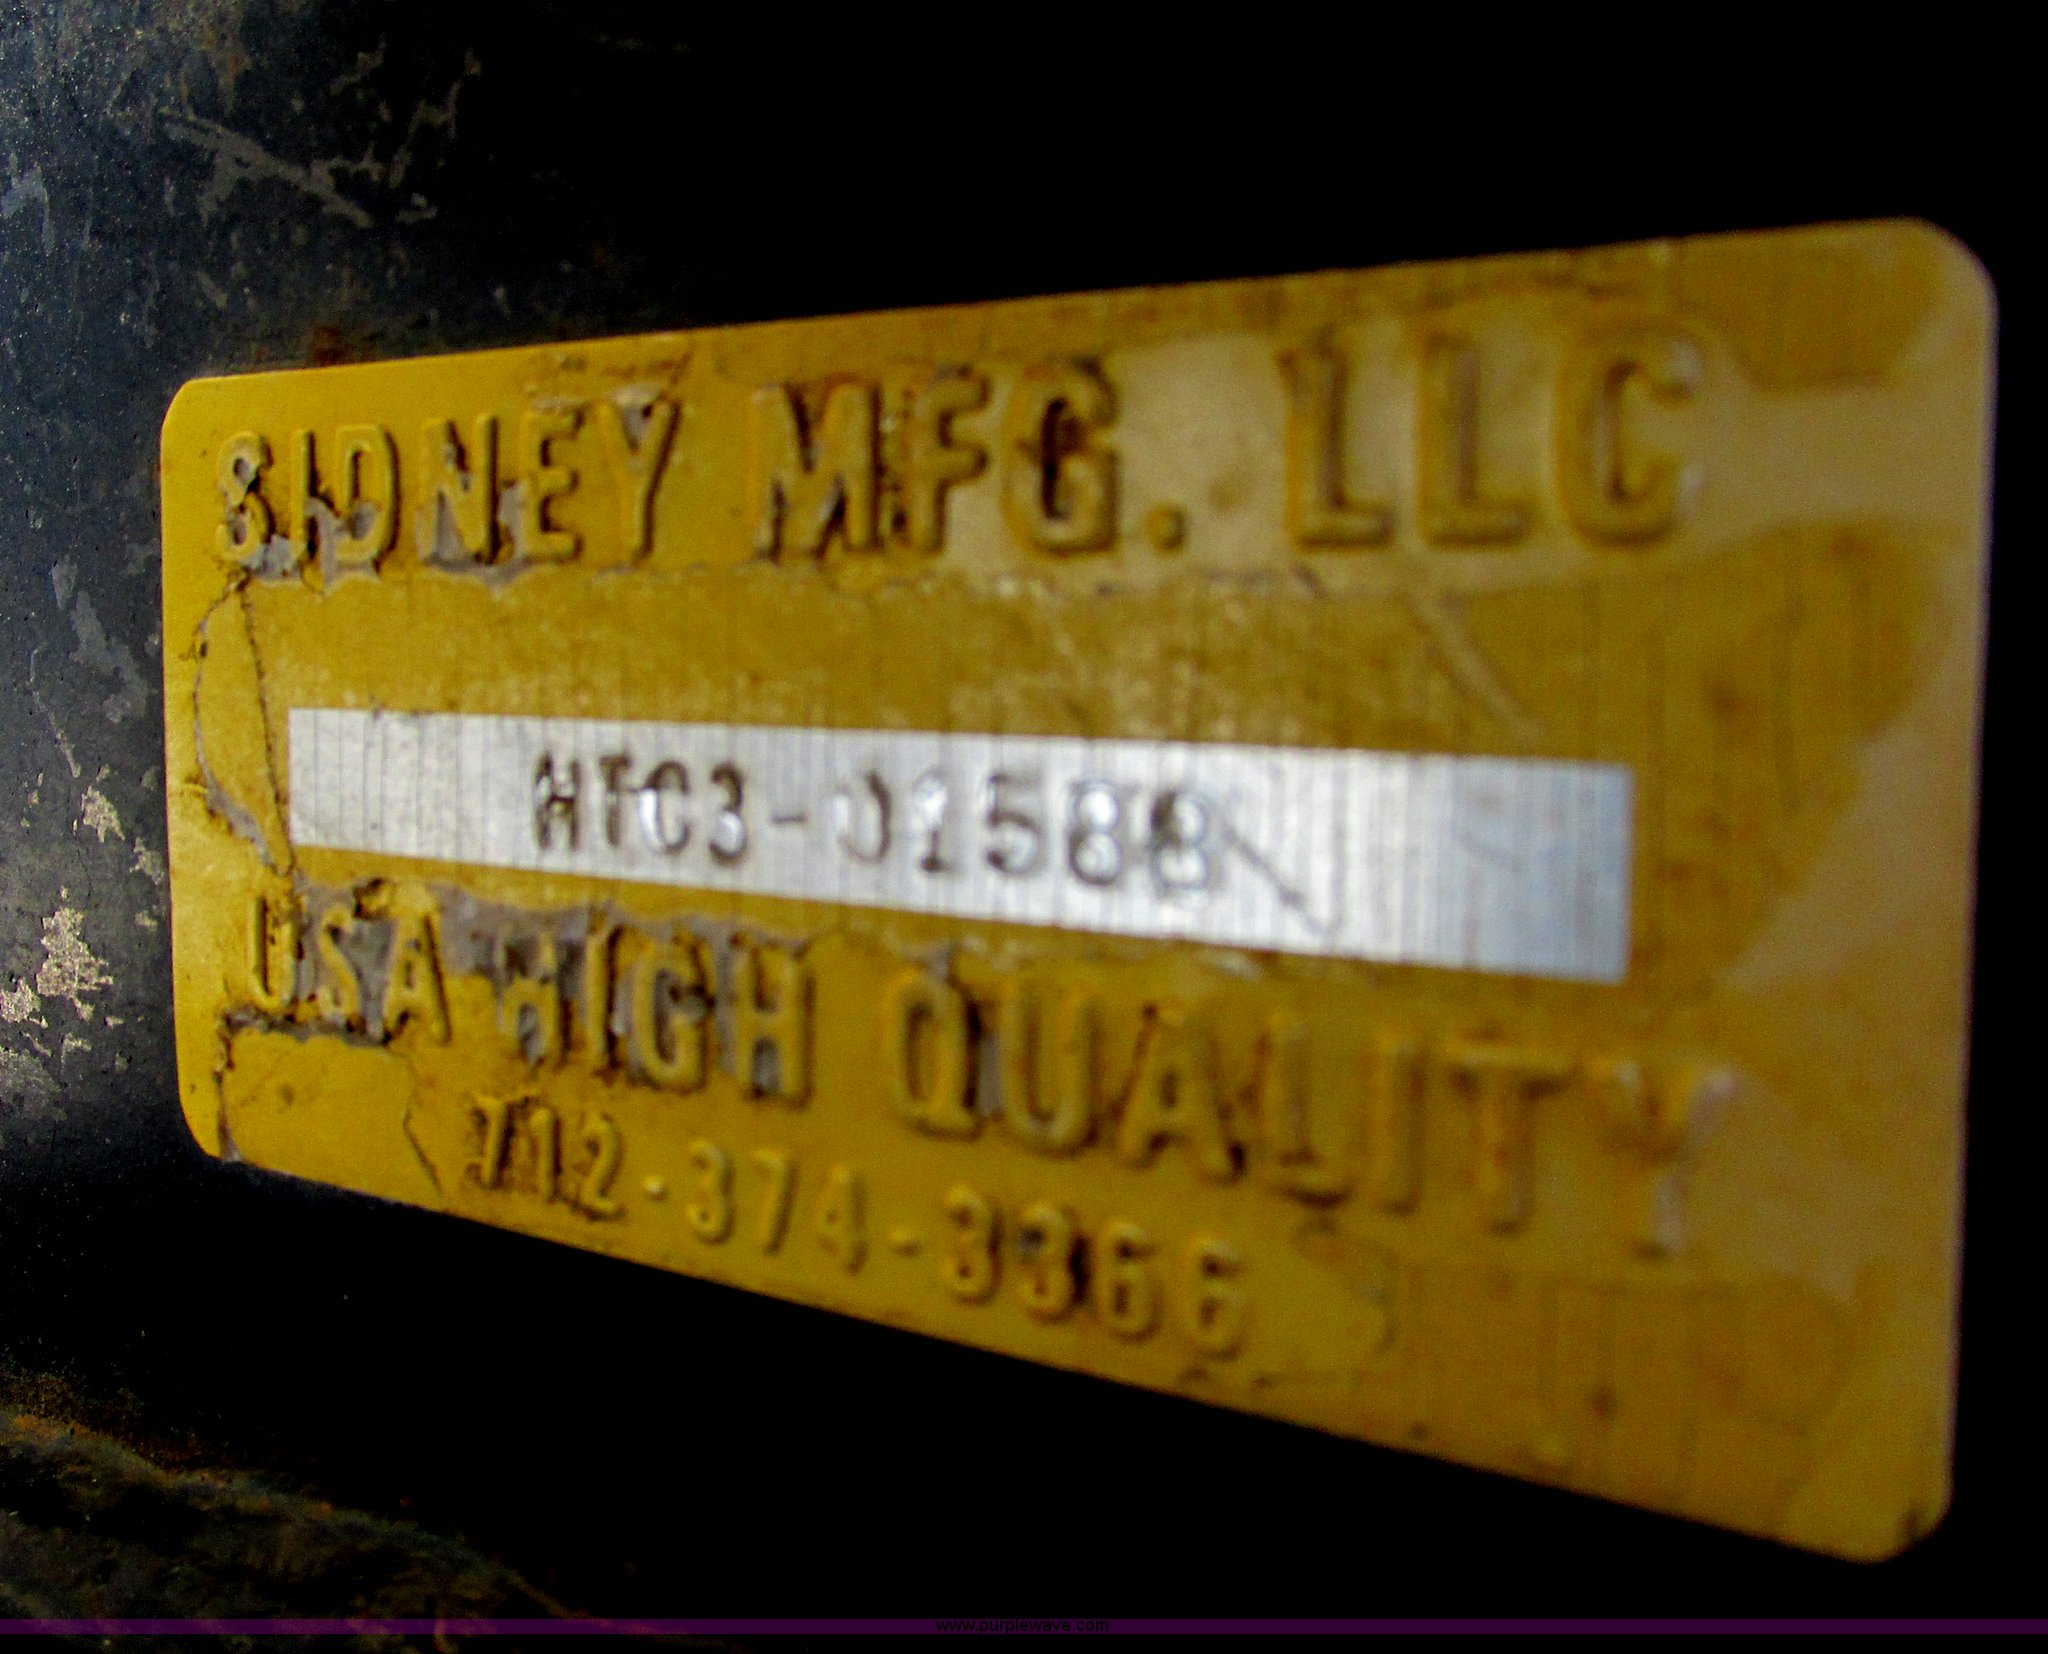 SIDNEY MFG. LLC
HTC3-01588
USA HIGH QUALITY
712-374-3366
www.purplewave.com